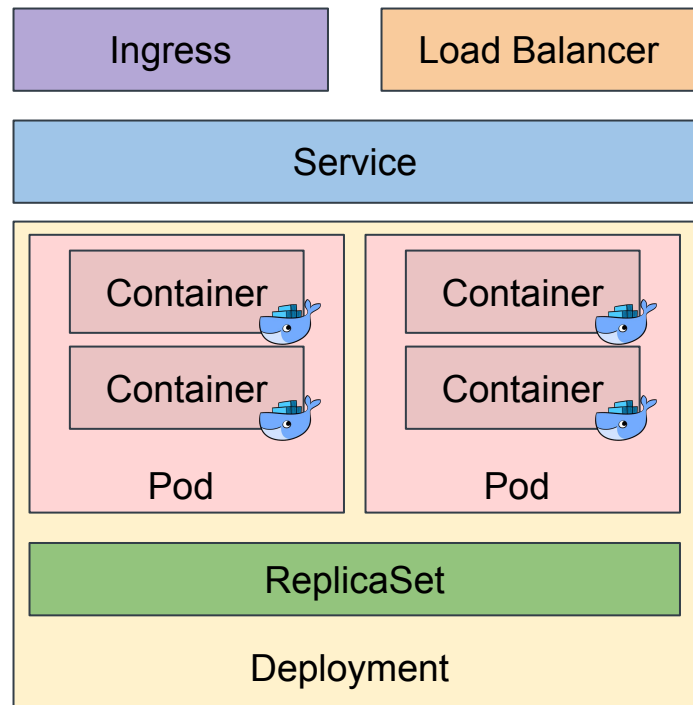 Ingress
Load Balancer
Service
Container
Container
Pod
Container
Container
Pod
ReplicaSet
Deployment